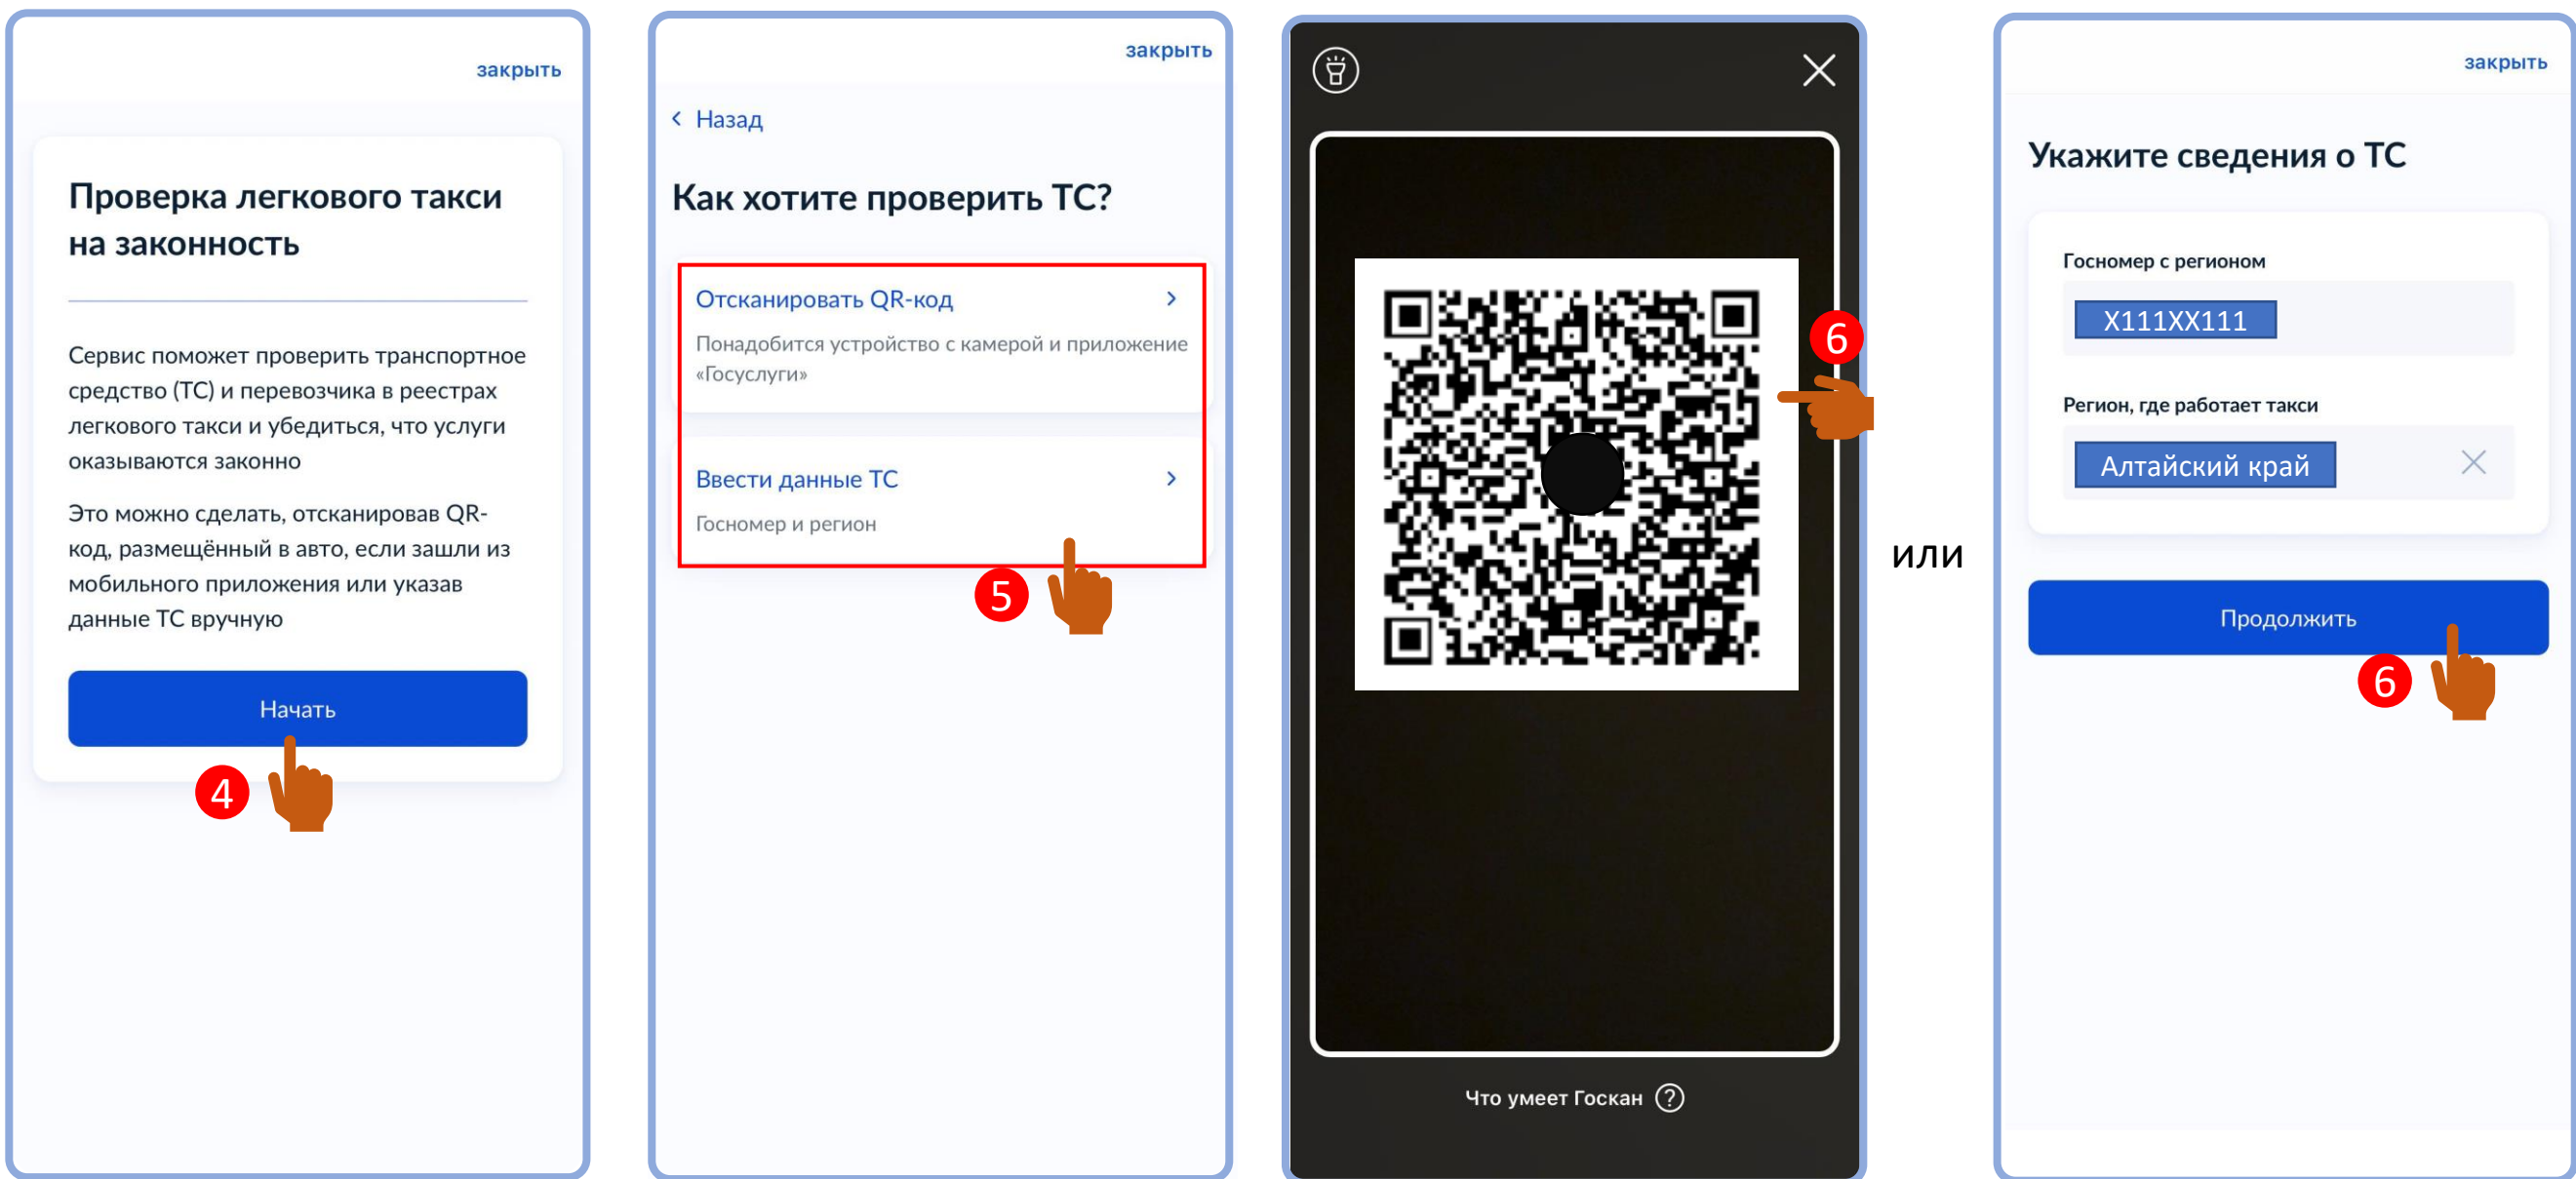 закрыть
Проверка легкового такси
на законность
Сервис поможет проверить транспортное
средство (ТС) и перевозчика в реестрах
легкового такси и убедиться, что услуги
оказываются законно
Это можно сделать, отсканировав QR-
код, размещённый в авто, если зашли из
мобильного приложения или указав
данные ТС вручную
Начать
4
закрыть
Назад
Как хотите проверить ТС?
Отсканировать QR-код
Понадобится устройство с камерой и приложение
«Госуслуги»
Ввести данные ТС
Госномер и регион
5
6
Что умеет Госкан
или
закрыть
Укажите сведения о ТС
Госномер с регионом
Х111ХХ111
Регион, где работает такси
Алтайский край
Продолжить
6